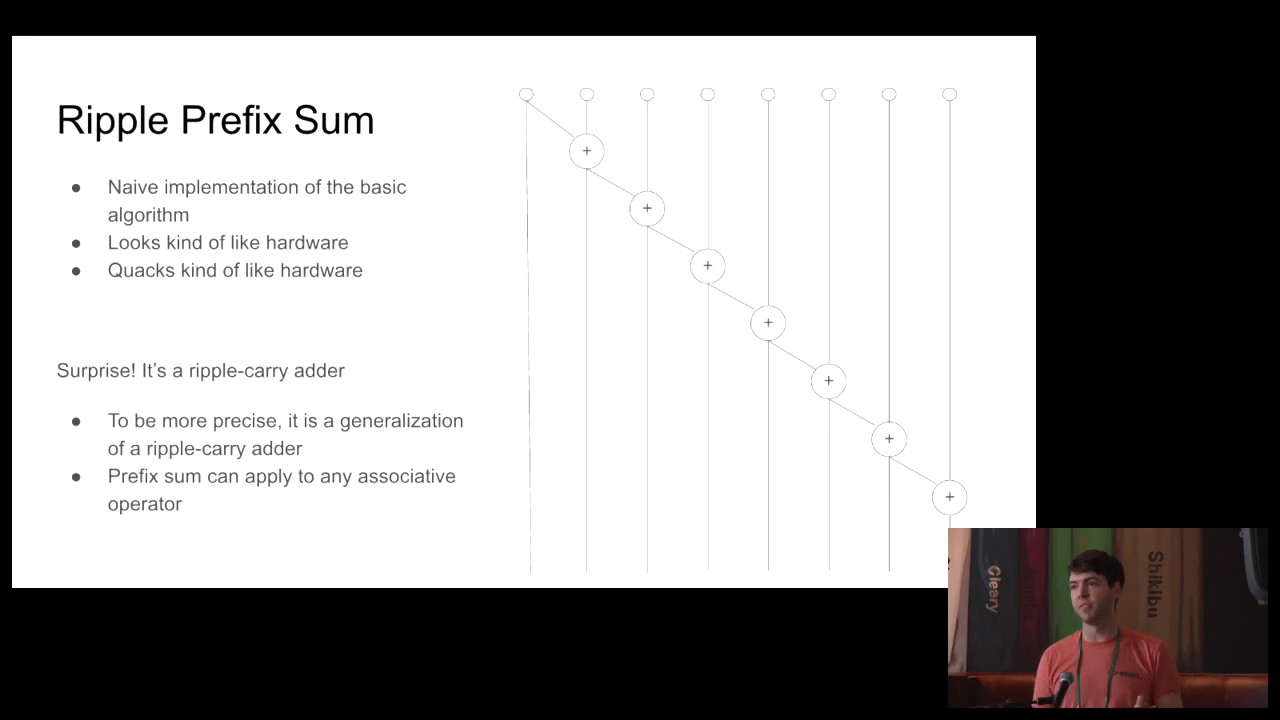 Ripple Prefix Sum
● Naive implementation of the basic
algorithm
● Looks kind of like hardware
● Quacks kind of like hardware
Surprise! It's a ripple-carry adder
● To be more precise, it is a generalization
of a ripple-carry adder
● Prefix sum can apply to any associative
operator
+
+
+
+
+
+
+
Cleary
Shikibu